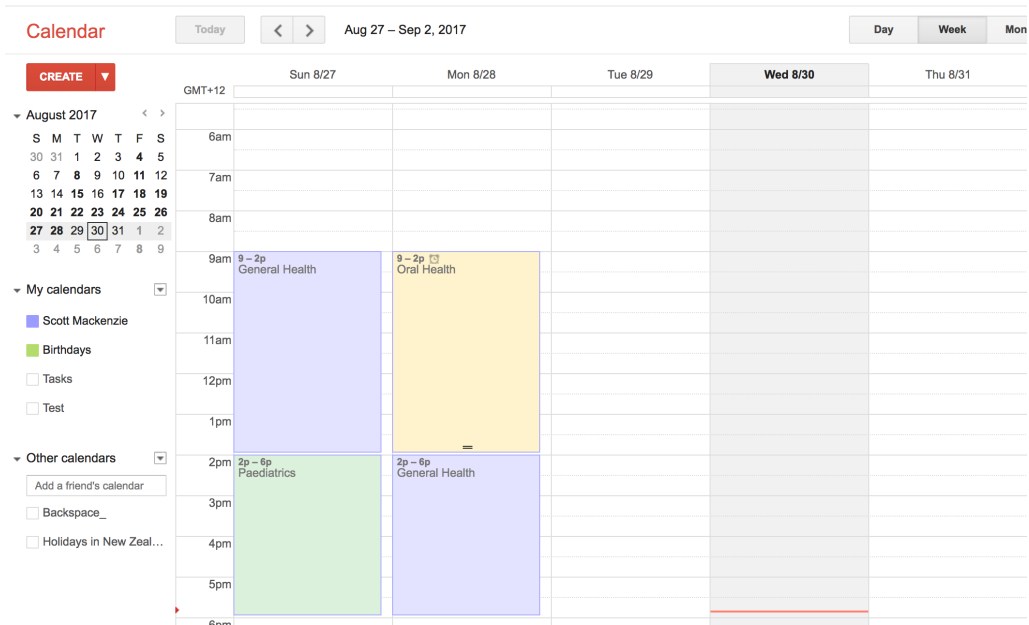 Calendar
Today
Aug 27 – Sep 2, 2017
Day
Week
Mon
CREATE
GMT+12
Sun 8/27
Mon 8/28
Tue 8/29
Wed 8/30
Thu 8/31
August 2017
S M T W T F S
30 31 1 2 3 4 5
6 7 8 9 10 11 12
13 14 15 16 17 18 19
20 21 22 23 24 25 26
27 28 29 30 31 1 2
3 4 5 6 7 8 9
My calendars
Scott Mackenzie
Birthdays
Tasks
Test
Other calendars
Add a friend's calendar
Backspace_
Holidays in New Zeal…
6am
7am
8am
9am
10am
11am
12pm
1pm
2pm
3pm
4pm
5pm
6pm
9 – 2p
General Health
2p – 6p
Paediatrics
9 – 2p
Oral Health
2p – 6p
General Health